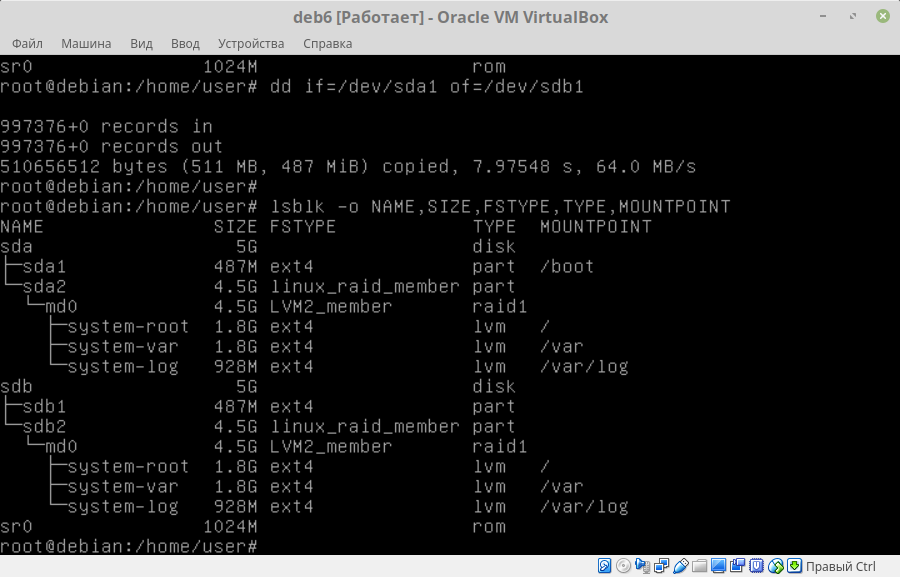 deb6 [Работает] - Oracle VM VirtualBox
Файл Машина Вид Ввод Устройства Справка
sr0 1024M rom
root@debian:/home/user# dd if=/dev/sda1 of=/dev/sdb1
997376+0 records in
997376+0 records out
510656512 bytes (511 MB, 487 MiB) copied, 7.97548 s, 64.0 MB/s
root@debian:/home/user#
root@debian:/home/user# lsblk -o NAME,SIZE,FSTYPE,TYPE,MOUNTPOINT
NAME SIZE FSTYPE TYPE MOUNTPOINT
sda 5G disk
├─sda1 487M ext4 part /boot
└─sda2 4.5G linux_raid_member part
└─md0 4.5G LVM2_member raid1
├─system-root 1.8G ext4 lvm /
├─system-var 1.8G ext4 lvm /var
└─system-log 928M ext4 lvm /var/log
sdb 5G disk
├─sdb1 487M ext4 part
└─sdb2 4.5G linux_raid_member part
└─md0 4.5G LVM2_member raid1
├─system-root 1.8G ext4 lvm /
├─system-var 1.8G ext4 lvm /var
└─system-log 928M ext4 lvm /var/log
sr0 1024M rom
root@debian:/home/user#
Правый Ctrl